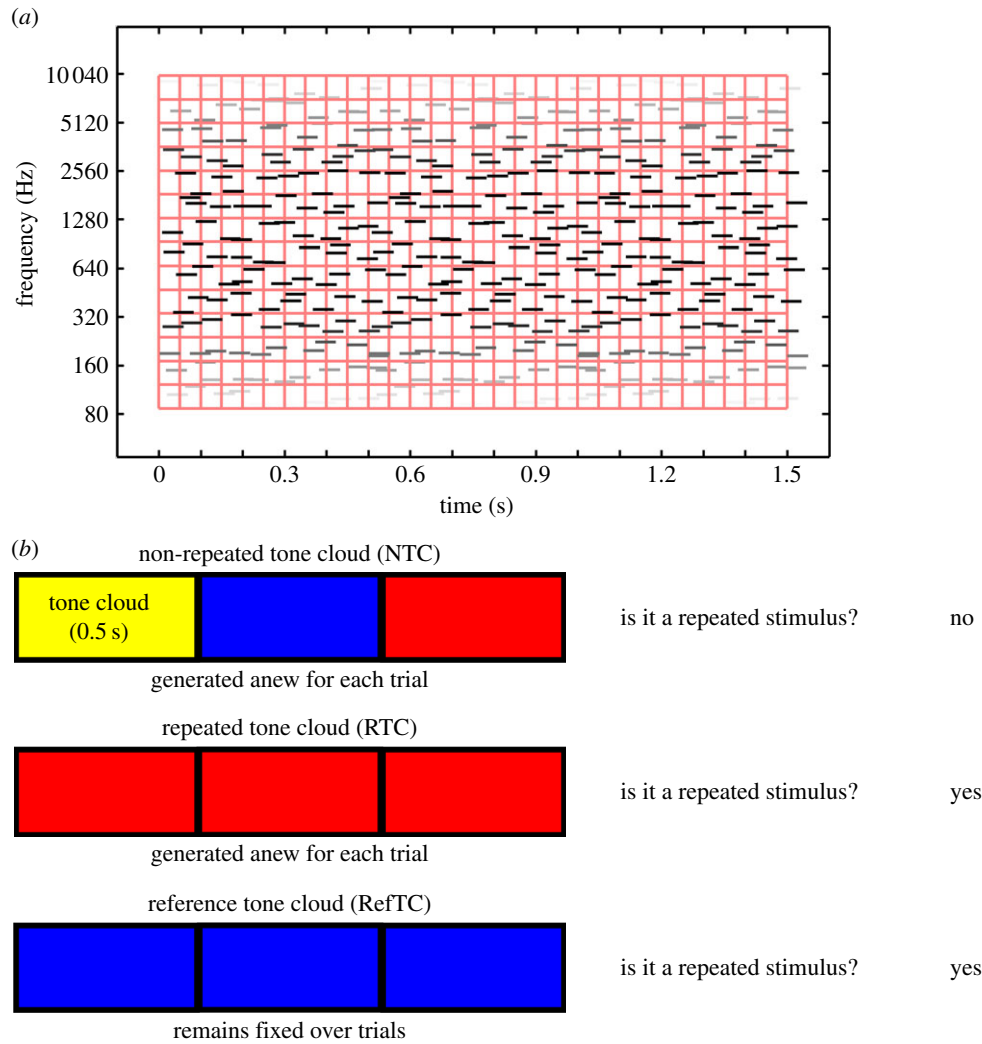 (a)
10 040
5120
2560
1280
640
320
160
80
frequency (Hz)
0 0.3 0.6 0.9 1.2 1.5
time (s)
(b)
non-repeated tone cloud (NTC)
tone cloud
(0.5 s)
is it a repeated stimulus? no
generated anew for each trial
repeated tone cloud (RTC)
is it a repeated stimulus? yes
generated anew for each trial
reference tone cloud (RefTC)
is it a repeated stimulus? yes
remains fixed over trials